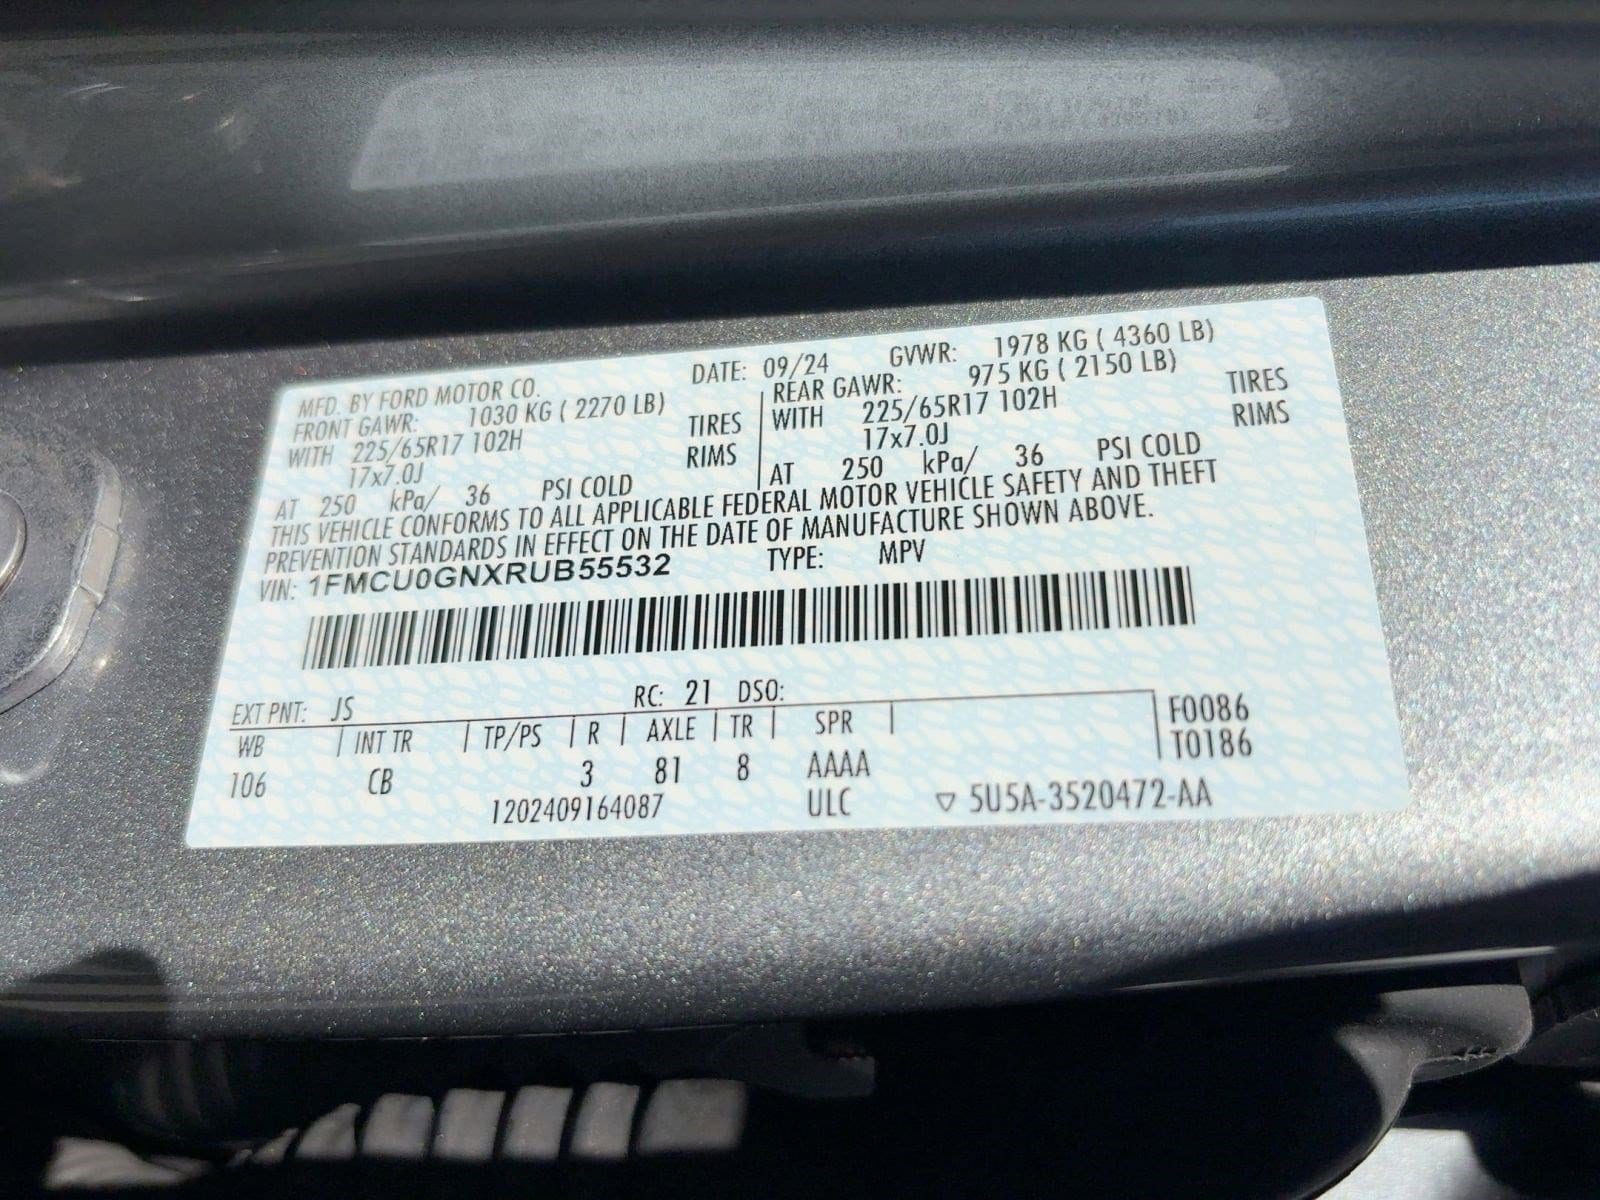 MFD. BY FORD MOTOR CO. DATE: 09/24 GVWR: 1978 KG ( 4360 LB)
FRONT GAWR: 1030 KG ( 2270 LB) REAR GAWR: 975 KG ( 2150 LB)
WITH 225/65R17 102H TIRES WITH 225/65R17 102H TIRES
17x7.0J RIMS 17x7.0J RIMS
AT 250 kPa/ 36 PSI COLD AT 250 kPa/ 36 PSI COLD
THIS VEHICLE CONFORMS TO ALL APPLICABLE FEDERAL MOTOR VEHICLE SAFETY AND THEFT
PREVENTION STANDARDS IN EFFECT ON THE DATE OF MANUFACTURE SHOWN ABOVE.
VIN: 1FMCU0GNXRUB55532 TYPE: MPV
EXT PNT: JS RC: 21 DSO:
WB | INT TR | TP/PS | R | AXLE | TR | SPR | F0086
T0186
106 CB 3 81 8 AAAA
1202409164087 ULC ▽ 5U5A-3520472-AA